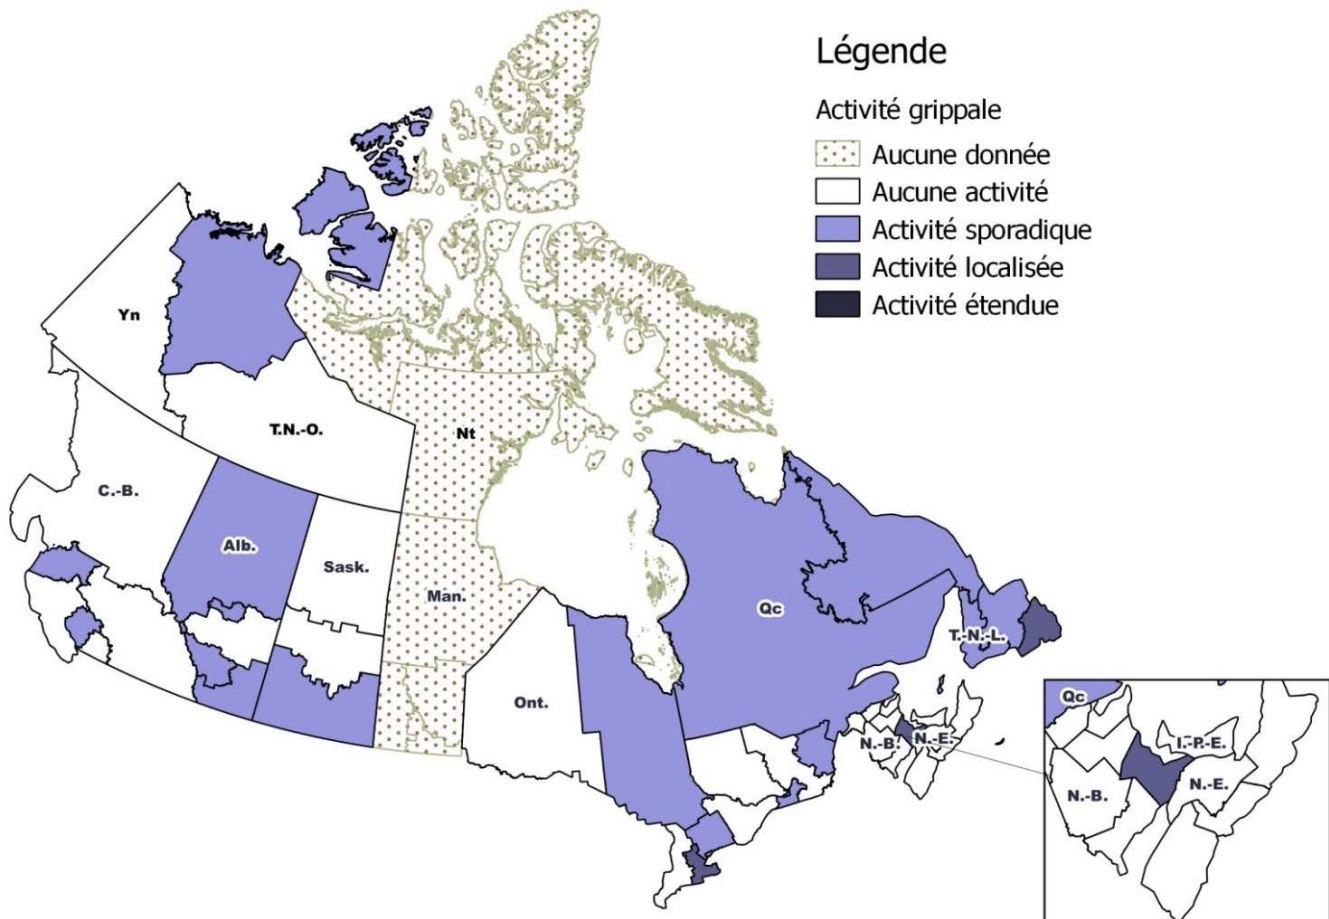 Légende
Activité grippale
Aucune donnée
Aucune activité
Activité sporadique
Activité localisée
Activité étendue
Yn
T.N.-O.
Nt
C.-B.
Alb.
Sask.
Man.
Qc
T.-N.-L.
Ont.
N.-B.
N.-E.
Qc
I.-P.-E.
N.-B.
N.-E.